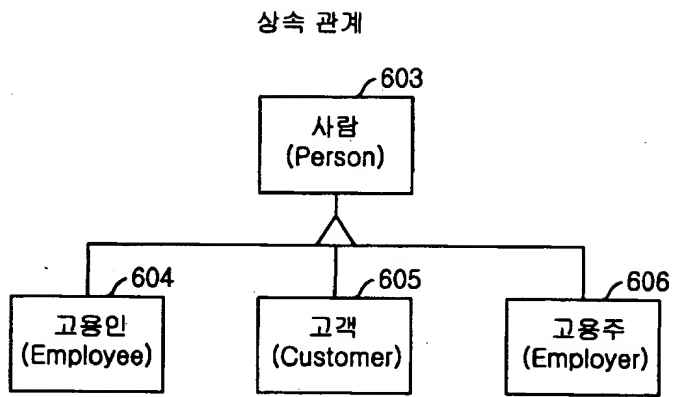 상속 관계
603
사람
(Person)
604
고용인
(Employee)
605
고객
(Customer)
606
고용주
(Employer)